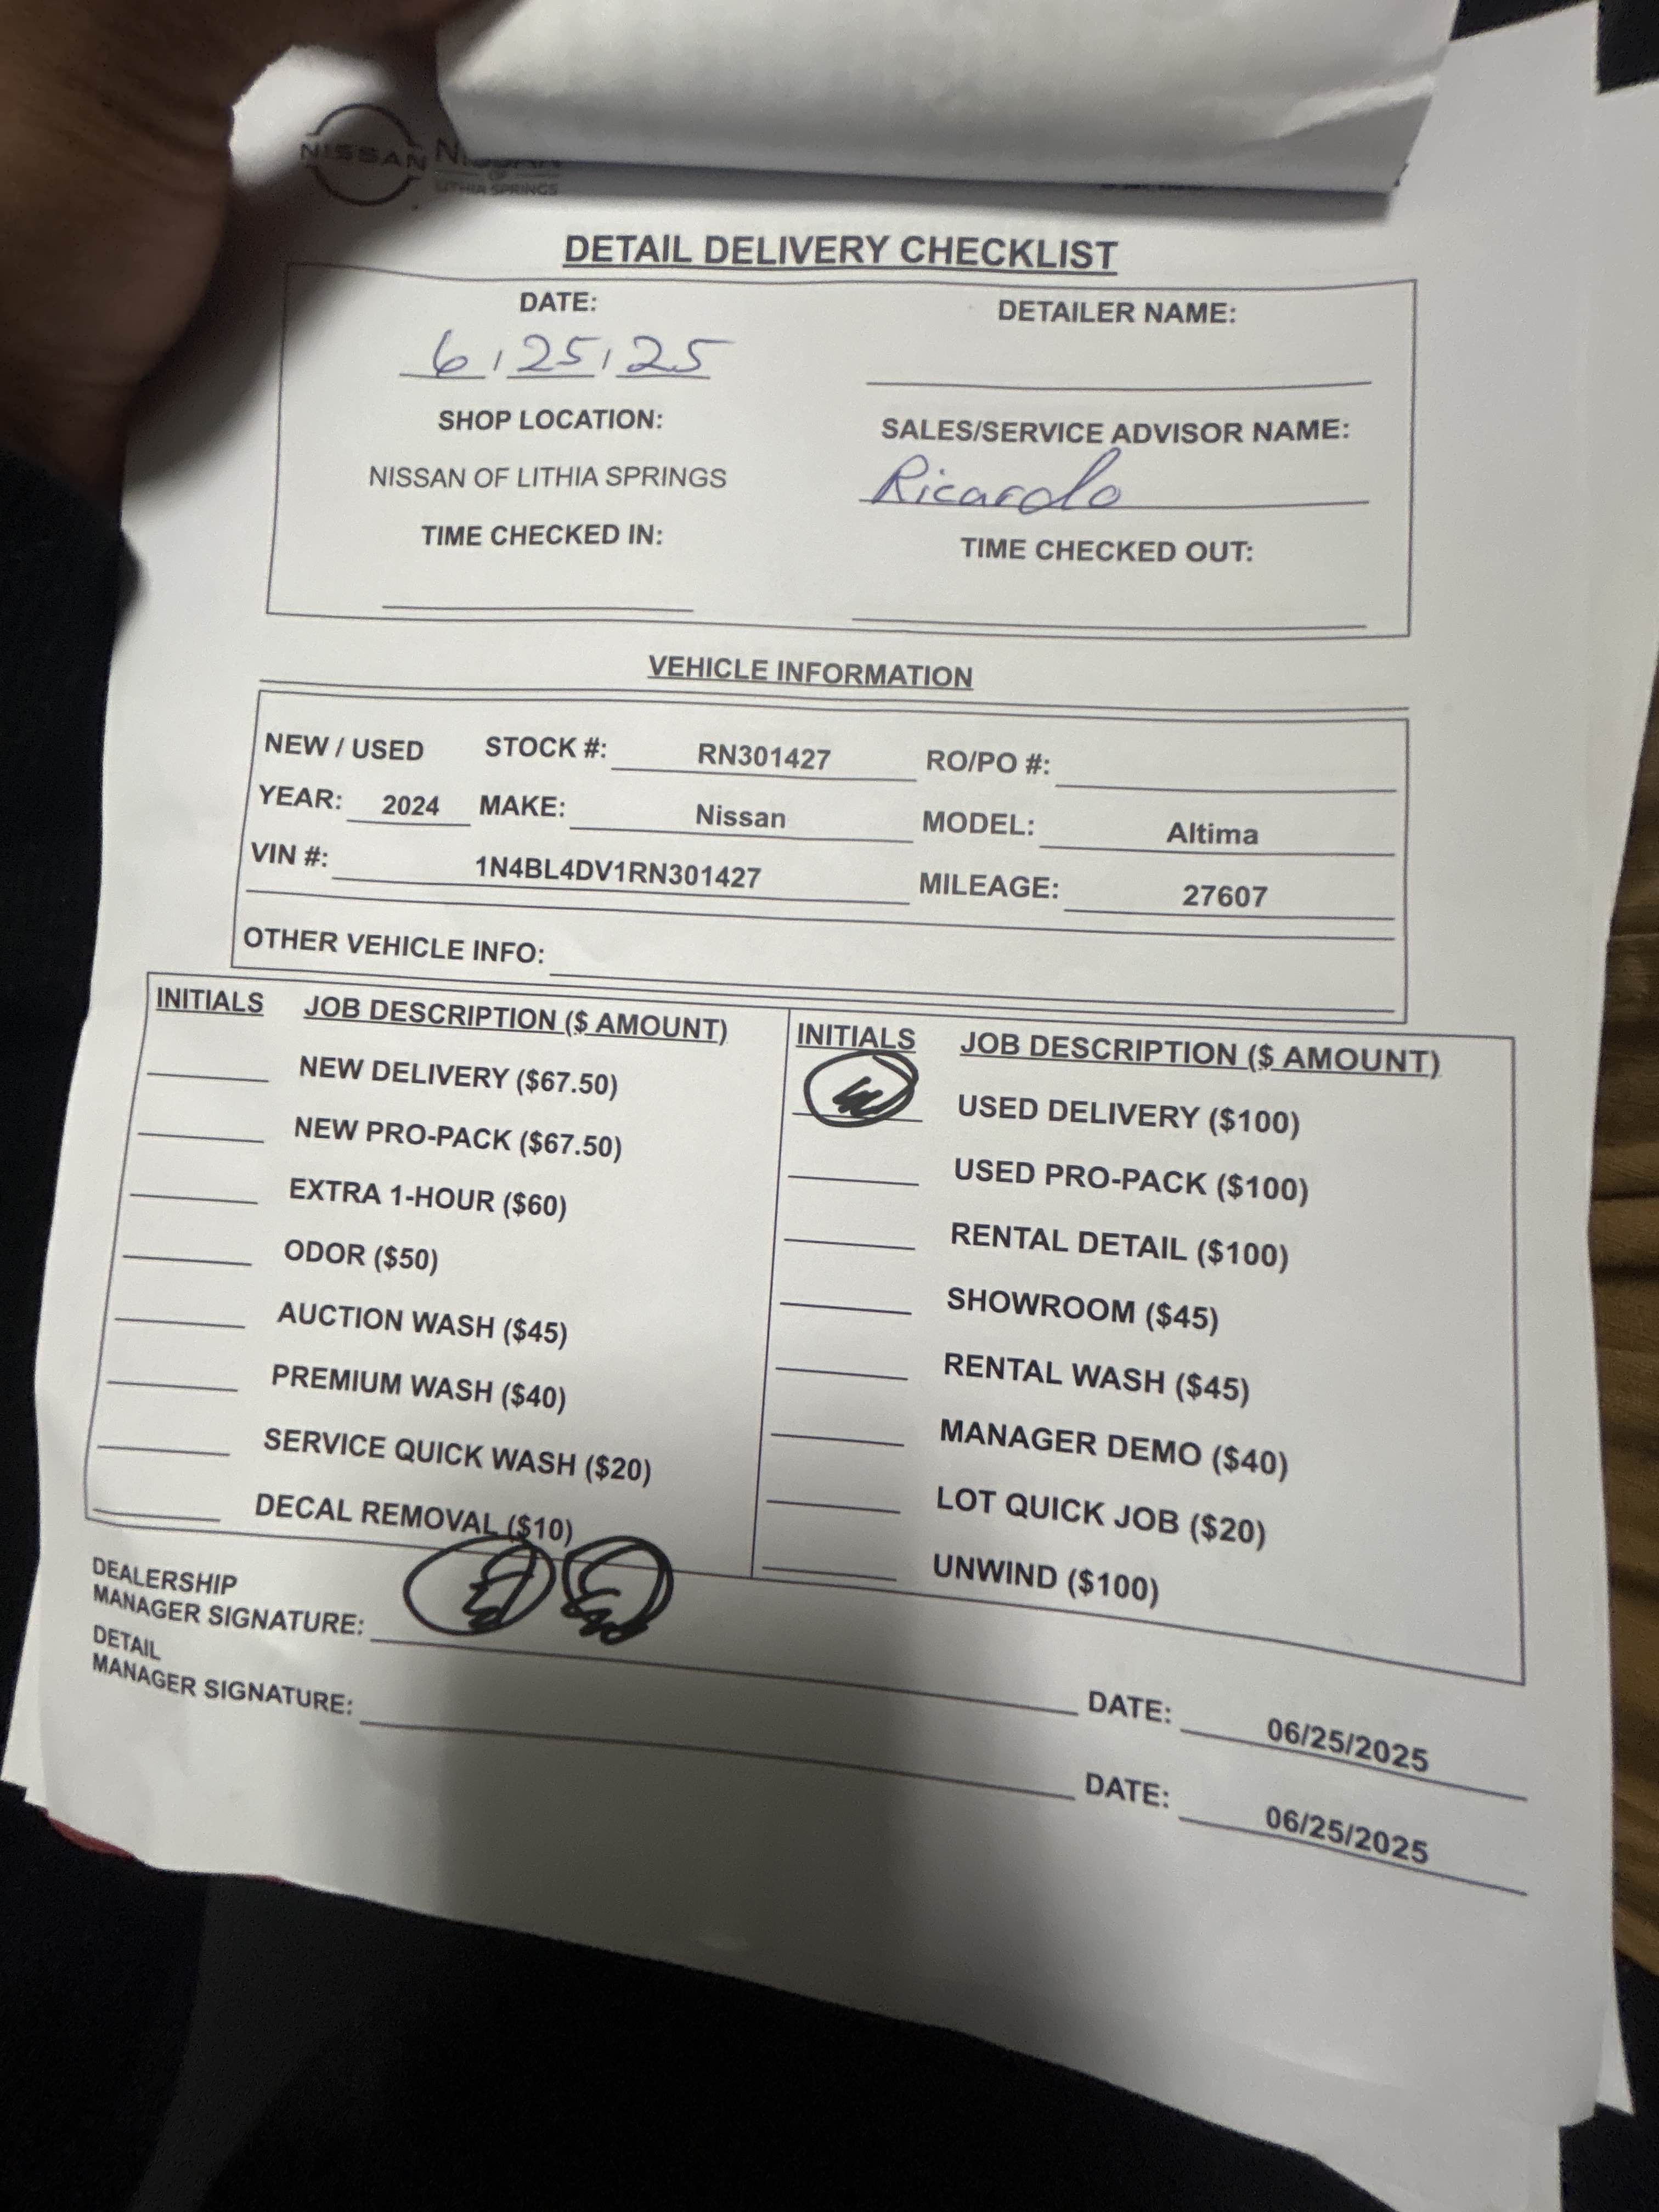 NISSAN
OF
LITHIA SPRINGS
DETAIL DELIVERY CHECKLIST
DATE: DETAILER NAME:
6/25/25
SHOP LOCATION: SALES/SERVICE ADVISOR NAME:
NISSAN OF LITHIA SPRINGS Ricardo
TIME CHECKED IN: TIME CHECKED OUT:
VEHICLE INFORMATION
NEW / USED STOCK #: RN301427 RO/PO #:
YEAR: 2024 MAKE: Nissan MODEL: Altima
VIN #: 1N4BL4DV1RN301427 MILEAGE: 27607
OTHER VEHICLE INFO:
INITIALS JOB DESCRIPTION ($ AMOUNT)
NEW DELIVERY ($67.50)
NEW PRO-PACK ($67.50)
EXTRA 1-HOUR ($60)
ODOR ($50)
AUCTION WASH ($45)
PREMIUM WASH ($40)
SERVICE QUICK WASH ($20)
DECAL REMOVAL ($10)
INITIALS JOB DESCRIPTION ($ AMOUNT)
USED DELIVERY ($100)
USED PRO-PACK ($100)
RENTAL DETAIL ($100)
SHOWROOM ($45)
RENTAL WASH ($45)
MANAGER DEMO ($40)
LOT QUICK JOB ($20)
UNWIND ($100)
DEALERSHIP
MANAGER SIGNATURE: DATE: 06/25/2025
DETAIL
MANAGER SIGNATURE: DATE: 06/25/2025